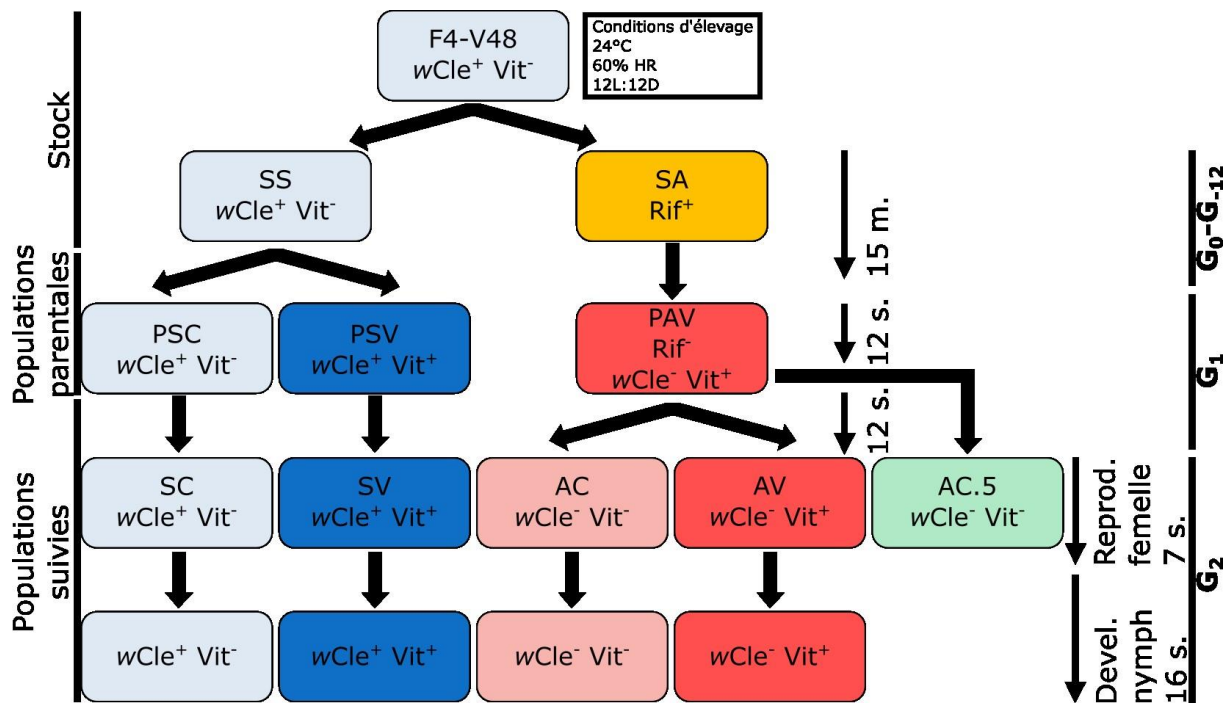 F4-V48
wCle⁺ Vit⁻
Conditions d'élevage
24°C
60% HR
12L:12D
Stock
SS
wCle⁺ Vit⁻
SA
Rif⁺
15 m.
G₀-G₋₁₂
Populations
parentales
PSC
wCle⁺ Vit⁻
PSV
wCle⁺ Vit⁺
PAV
Rif⁻
wCle⁻ Vit⁺
12 s.
12 s.
G₁
Populations
suivies
SC
wCle⁺ Vit⁻
SV
wCle⁺ Vit⁺
AC
wCle⁻ Vit⁻
AV
wCle⁻ Vit⁺
AC.5
wCle⁻ Vit⁻
Reprod.
femelle
7 s.
G₂
wCle⁺ Vit⁻
wCle⁺ Vit⁺
wCle⁻ Vit⁻
wCle⁻ Vit⁺
Devel.
nymph
16 s.